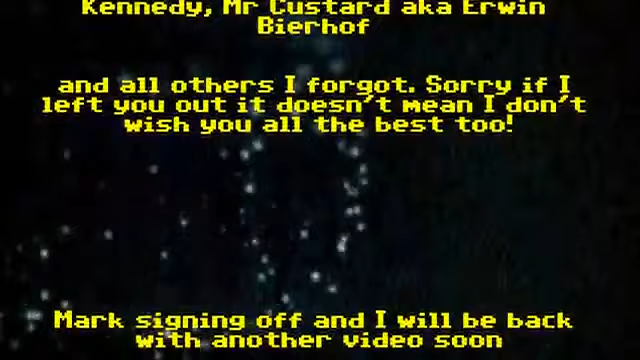 Kennedy, Mr Custard aka Erwin
Bierhof
and all others I forgot. Sorry if I
left you out it doesn't mean I don't
wish you all the best too!
Mark signing off and I will be back
with another video soon